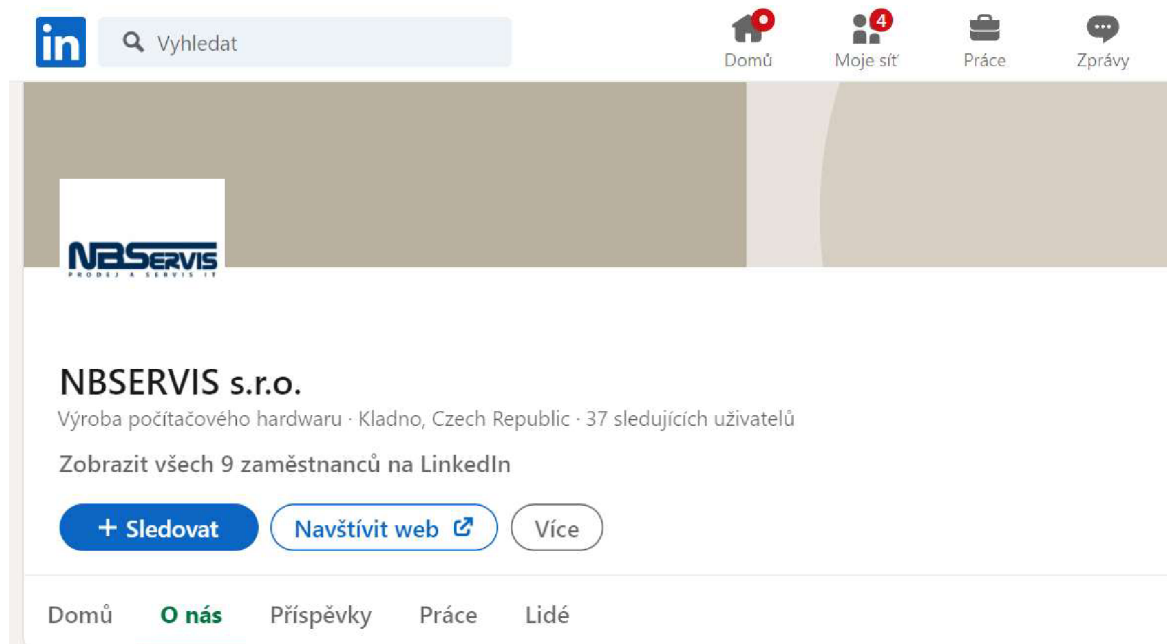 in
Vyhledat
4
Domů
Moje síť
Práce
Zprávy
NBSERVIS
PRODEJ A SERVIS IT
NBSERVIS s.r.o.
Výroba počítačového hardwaru · Kladno, Czech Republic · 37 sledujících uživatelů
Zobrazit všech 9 zaměstnanců na LinkedIn
+ Sledovat
Navštívit web
Více
Domů
O nás
Příspěvky
Práce
Lidé